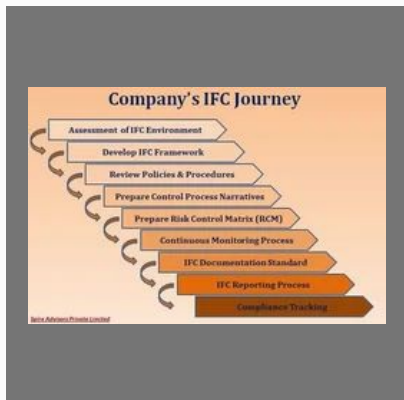 Company's IFC Journey
Assessment of IFC Environment
Develop IFC Framework
Review Policies & Procedures
Prepare Control Process Narratives
Prepare Risk Control Matrix (RCM)
Continuous Monitoring Process
IFC Documentation Standard
IFC Reporting Process
Compliance Tracking
Spire Advisors Private Limited